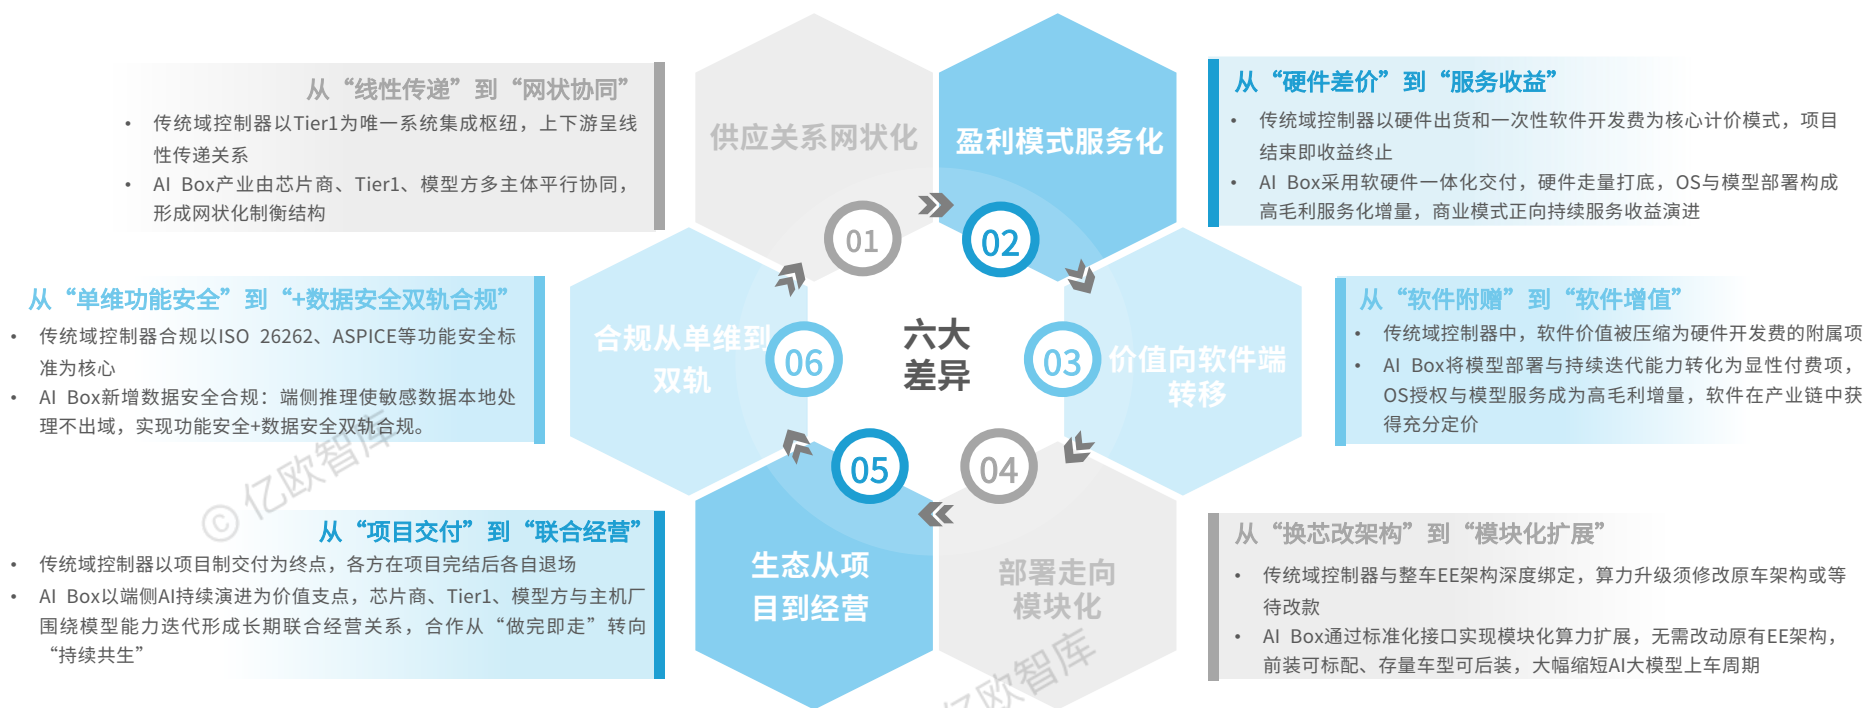 从“线性传递”到“网状协同”
• 传统域控制器以Tier1为唯一系统集成枢纽，上下游呈线
性传递关系
• AI Box产业由芯片商、Tier1、模型方多主体平行协同，
形成网状化制衡结构
供应关系网状化
01
盈利模式服务化
02
从“硬件差价”到“服务收益”
• 传统域控制器以硬件出货和一次性软件开发费为核心计价模式，项目
结束即收益终止
• AI Box采用软硬件一体化交付，硬件走量打底，OS与模型部署构成
高毛利服务化增量，商业模式正向持续服务收益演进
从“单维功能安全”到“+数据安全双轨合规”
• 传统域控制器合规以ISO 26262、ASPICE等功能安全标
准为核心
• AI Box新增数据安全合规：端侧推理使敏感数据本地处
理不出域，实现功能安全+数据安全双轨合规。
合规从单维到
双轨
06
六大
差异
03
价值向软件端
转移
从“软件附赠”到“软件增值”
• 传统域控制器中，软件价值被压缩为硬件开发费的附属项
• AI Box将模型部署与持续迭代能力转化为显性付费项，
OS授权与模型服务成为高毛利增量，软件在产业链中获
得充分定价
© 亿欧智库
从“项目交付”到“联合经营”
• 传统域控制器以项目制交付为终点，各方在项目完结后各自退场
• AI Box以端侧AI持续演进为价值支点，芯片商、Tier1、模型方与主机厂
围绕模型能力迭代形成长期联合经营关系，合作从“做完即走”转向
“持续共生”
05
生态从项
目到经营
04
部署走向
模块化
亿欧智库
从“换芯改架构”到“模块化扩展”
• 传统域控制器与整车EE架构深度绑定，算力升级须修改原车架构或等
待改款
• AI Box通过标准化接口实现模块化算力扩展，无需改动原有EE架构，
前装可标配、存量车型可后装，大幅缩短AI大模型上车周期